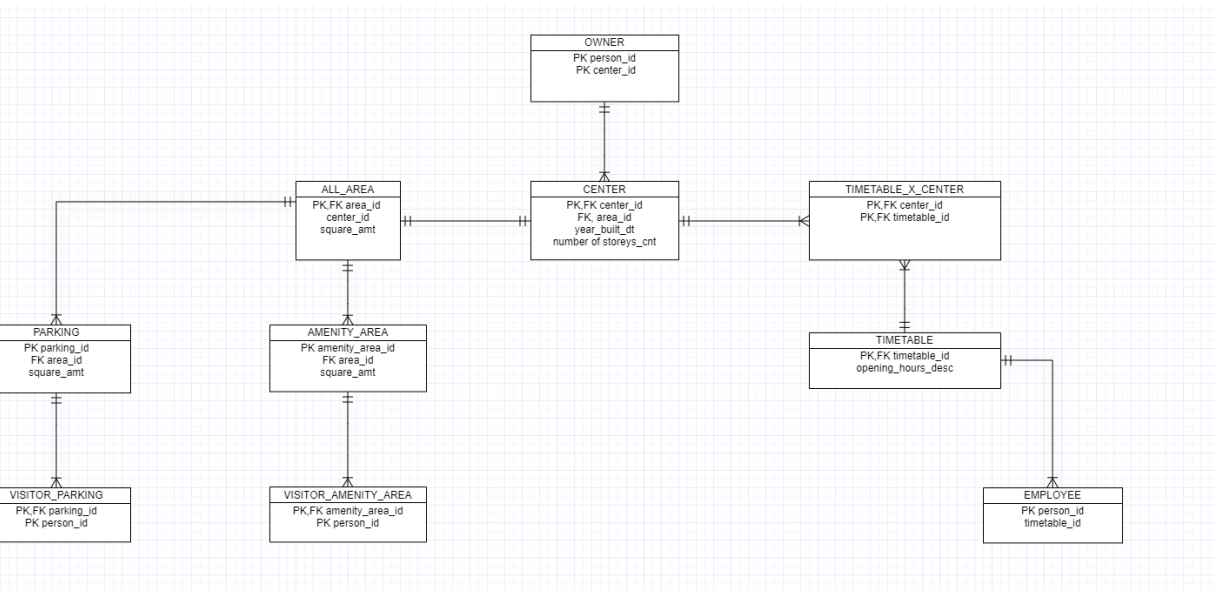 OWNER
PK person_id
PK center_id
ALL_AREA
PK,FK area_id
center_id
square_amt
CENTER
PK,FK center_id
FK, area_id
year_built_dt
number of storeys_cnt
TIMETABLE_X_CENTER
PK,FK center_id
PK,FK timetable_id
PARKING
PK parking_id
FK area_id
square_amt
AMENITY_AREA
PK amenity_area_id
FK area_id
square_amt
TIMETABLE
PK,FK timetable_id
opening_hours_desc
VISITOR_PARKING
PK,FK parking_id
PK person_id
VISITOR_AMENITY_AREA
PK,FK amenity_area_id
PK person_id
EMPLOYEE
PK person_id
timetable_id